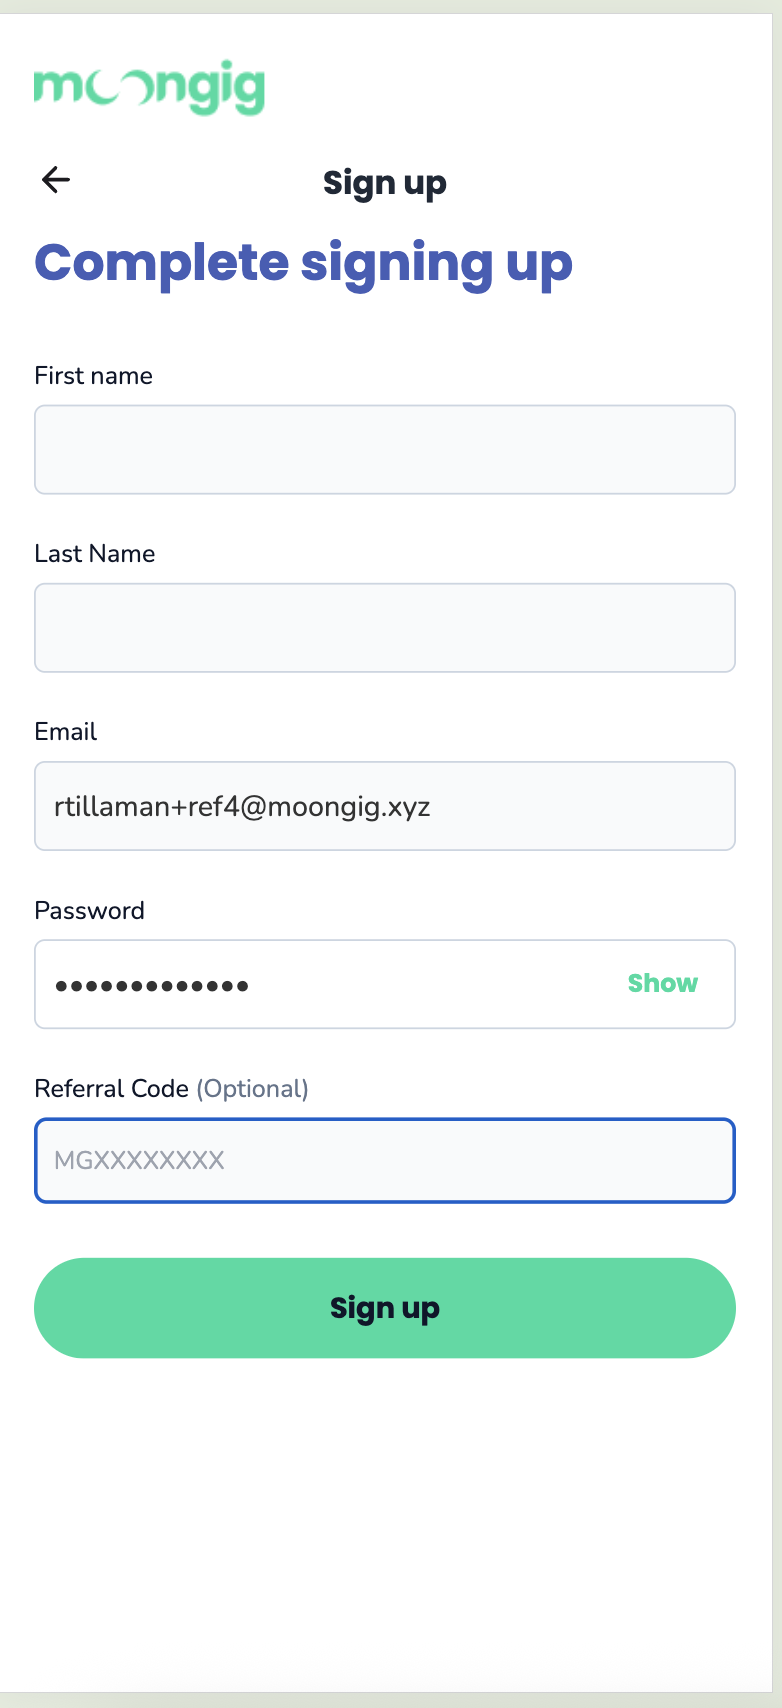 moongig
Sign up
Complete signing up
First name
Last Name
Email
rtillaman+ref4@moongig.xyz
Password
•••••••••••••
Show
Referral Code (Optional)
MGXXXXXXXX
Sign up